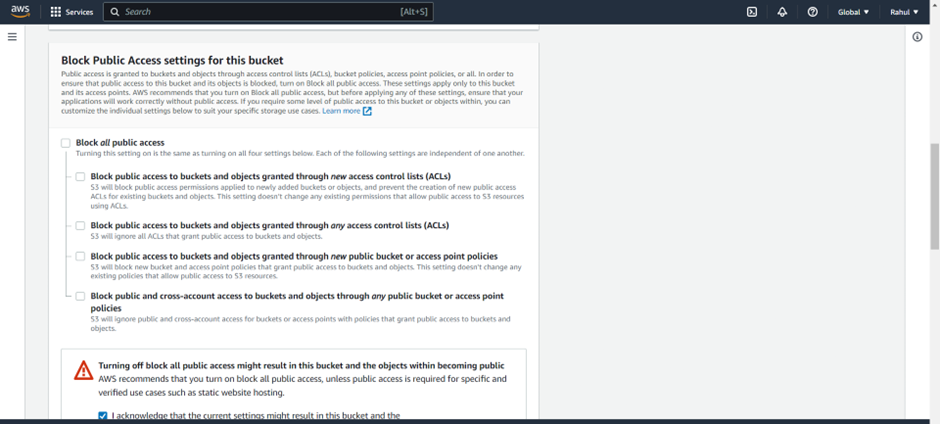 aws
Services
Search
[Alt+S]
Global
Rahul
Block Public Access settings for this bucket
Public access is granted to buckets and objects through access control lists (ACLs), bucket policies, access point policies, or all. In order to
ensure that public access to this bucket and its objects is blocked, turn on Block all public access. These settings apply only to this bucket
and its access points. AWS recommends that you turn on Block all public access, but before applying any of these settings, ensure that your
applications will work correctly without public access. If you require some level of public access to this bucket or objects within, you can
customize the individual settings below to suit your specific storage use cases. Learn more
Block all public access
Turning this setting on is the same as turning on all four settings below. Each of the following settings are independent of one another.
Block public access to buckets and objects granted through new access control lists (ACLs)
S3 will block public access permissions applied to newly added buckets or objects, and prevent the creation of new public access
ACLs for existing buckets and objects. This setting doesn't change any existing permissions that allow public access to S3 resources
using ACLs.
Block public access to buckets and objects granted through any access control lists (ACLs)
S3 will ignore all ACLs that grant public access to buckets and objects.
Block public access to buckets and objects granted through new public bucket or access point policies
S3 will block new bucket and access point policies that grant public access to buckets and objects. This setting doesn't change any
existing policies that allow public access to S3 resources.
Block public and cross-account access to buckets and objects through any public bucket or access point
policies
S3 will ignore public and cross-account access for buckets or access points with policies that grant public access to buckets and
objects.
Turning off block all public access might result in this bucket and the objects within becoming public
AWS recommends that you turn on block all public access, unless public access is required for specific and
verified use cases such as static website hosting.
I acknowledge that the current settings might result in this bucket and the